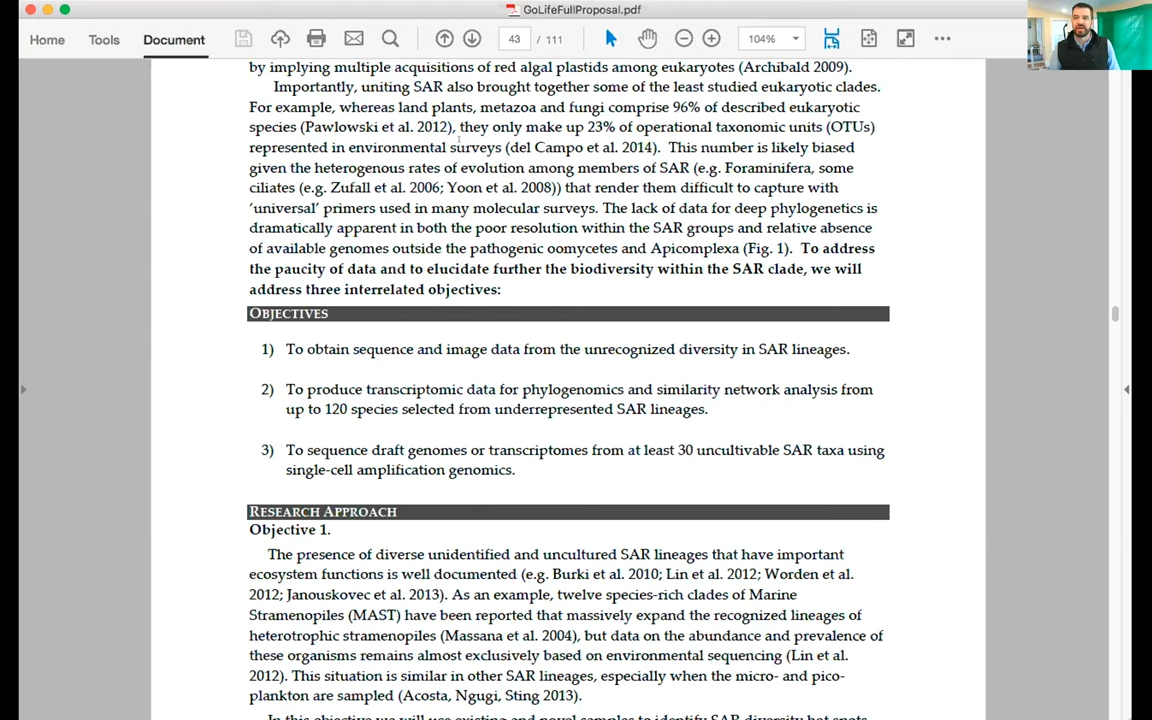 GoLifeFullProposal.pdf
Home Tools Document 43 / 111 104%
by implying multiple acquisitions of red algal plastids among eukaryotes (Archibald 2009).
Importantly, uniting SAR also brought together some of the least studied eukaryotic clades.
For example, whereas land plants, metazoa and fungi comprise 96% of described eukaryotic
species (Pawlowski et al. 2012), they only make up 23% of operational taxonomic units (OTUs)
represented in environmental surveys (del Campo et al. 2014). This number is likely biased
given the heterogenous rates of evolution among members of SAR (e.g. Foraminifera, some
ciliates (e.g. Zufall et al. 2006; Yoon et al. 2008)) that render them difficult to capture with
‘universal’ primers used in many molecular surveys. The lack of data for deep phylogenetics is
dramatically apparent in both the poor resolution within the SAR groups and relative absence
of available genomes outside the pathogenic oomycetes and Apicomplexa (Fig. 1). To address
the paucity of data and to elucidate further the biodiversity within the SAR clade, we will
address three interrelated objectives:
OBJECTIVES
1) To obtain sequence and image data from the unrecognized diversity in SAR lineages.
2) To produce transcriptomic data for phylogenomics and similarity network analysis from
up to 120 species selected from underrepresented SAR lineages.
3) To sequence draft genomes or transcriptomes from at least 30 uncultivable SAR taxa using
single-cell amplification genomics.
RESEARCH APPROACH
Objective 1.
The presence of diverse unidentified and uncultured SAR lineages that have important
ecosystem functions is well documented (e.g. Burki et al. 2010; Lin et al. 2012; Worden et al.
2012; Janouskovec et al. 2013). As an example, twelve species-rich clades of Marine
Stramenopiles (MAST) have been reported that massively expand the recognized lineages of
heterotrophic stramenopiles (Massana et al. 2004), but data on the abundance and prevalence of
these organisms remains almost exclusively based on environmental sequencing (Lin et al.
2012). This situation is similar in other SAR lineages, especially when the micro- and pico-
plankton are sampled (Acosta, Ngugi, Sting 2013).
In this objective we will use existing and novel samples to identify SAR diversity hot spots